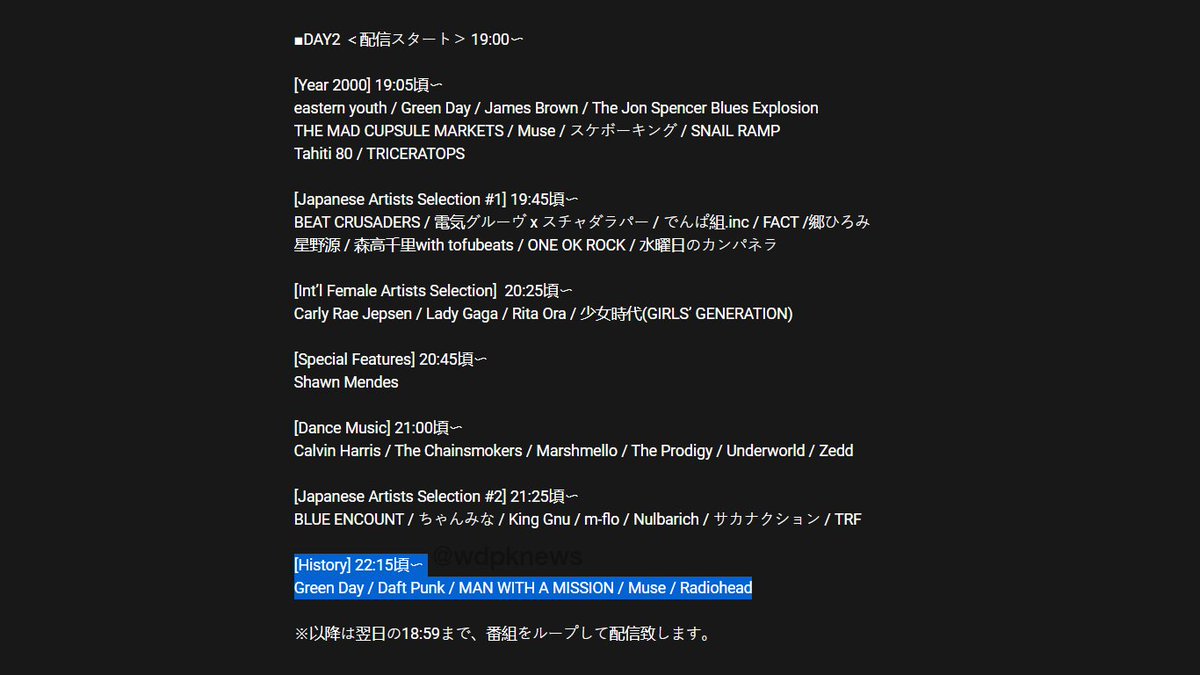 ■DAY2 ＜配信スタート＞ 19:00〜
[Year 2000] 19:05頃〜
eastern youth / Green Day / James Brown / The Jon Spencer Blues Explosion
THE MAD CUPSULE MARKETS / Muse / スケボーキング / SNAIL RAMP
Tahiti 80 / TRICERATOPS
[Japanese Artists Selection #1] 19:45頃〜
BEAT CRUSADERS / 電気グルーヴ x スチャダラパー / でんぱ組.inc / FACT /郷ひろみ
星野源 / 森高千里with tofubeats / ONE OK ROCK / 水曜日のカンパネラ
[Int’l Female Artists Selection]  20:25頃〜
Carly Rae Jepsen / Lady Gaga / Rita Ora / 少女時代(GIRLS’ GENERATION)
[Special Features] 20:45頃〜
Shawn Mendes
[Dance Music] 21:00頃〜
Calvin Harris / The Chainsmokers / Marshmello / The Prodigy / Underworld / Zedd
[Japanese Artists Selection #2] 21:25頃〜
BLUE ENCOUNT / ちゃんみな / King Gnu / m-flo / Nulbarich / サカナクション / TRF
[History] 22:15頃〜 @wdpknews
Green Day / Daft Punk / MAN WITH A MISSION / Muse / Radiohead
※以降は翌日の18:59まで、番組をループして配信致します。